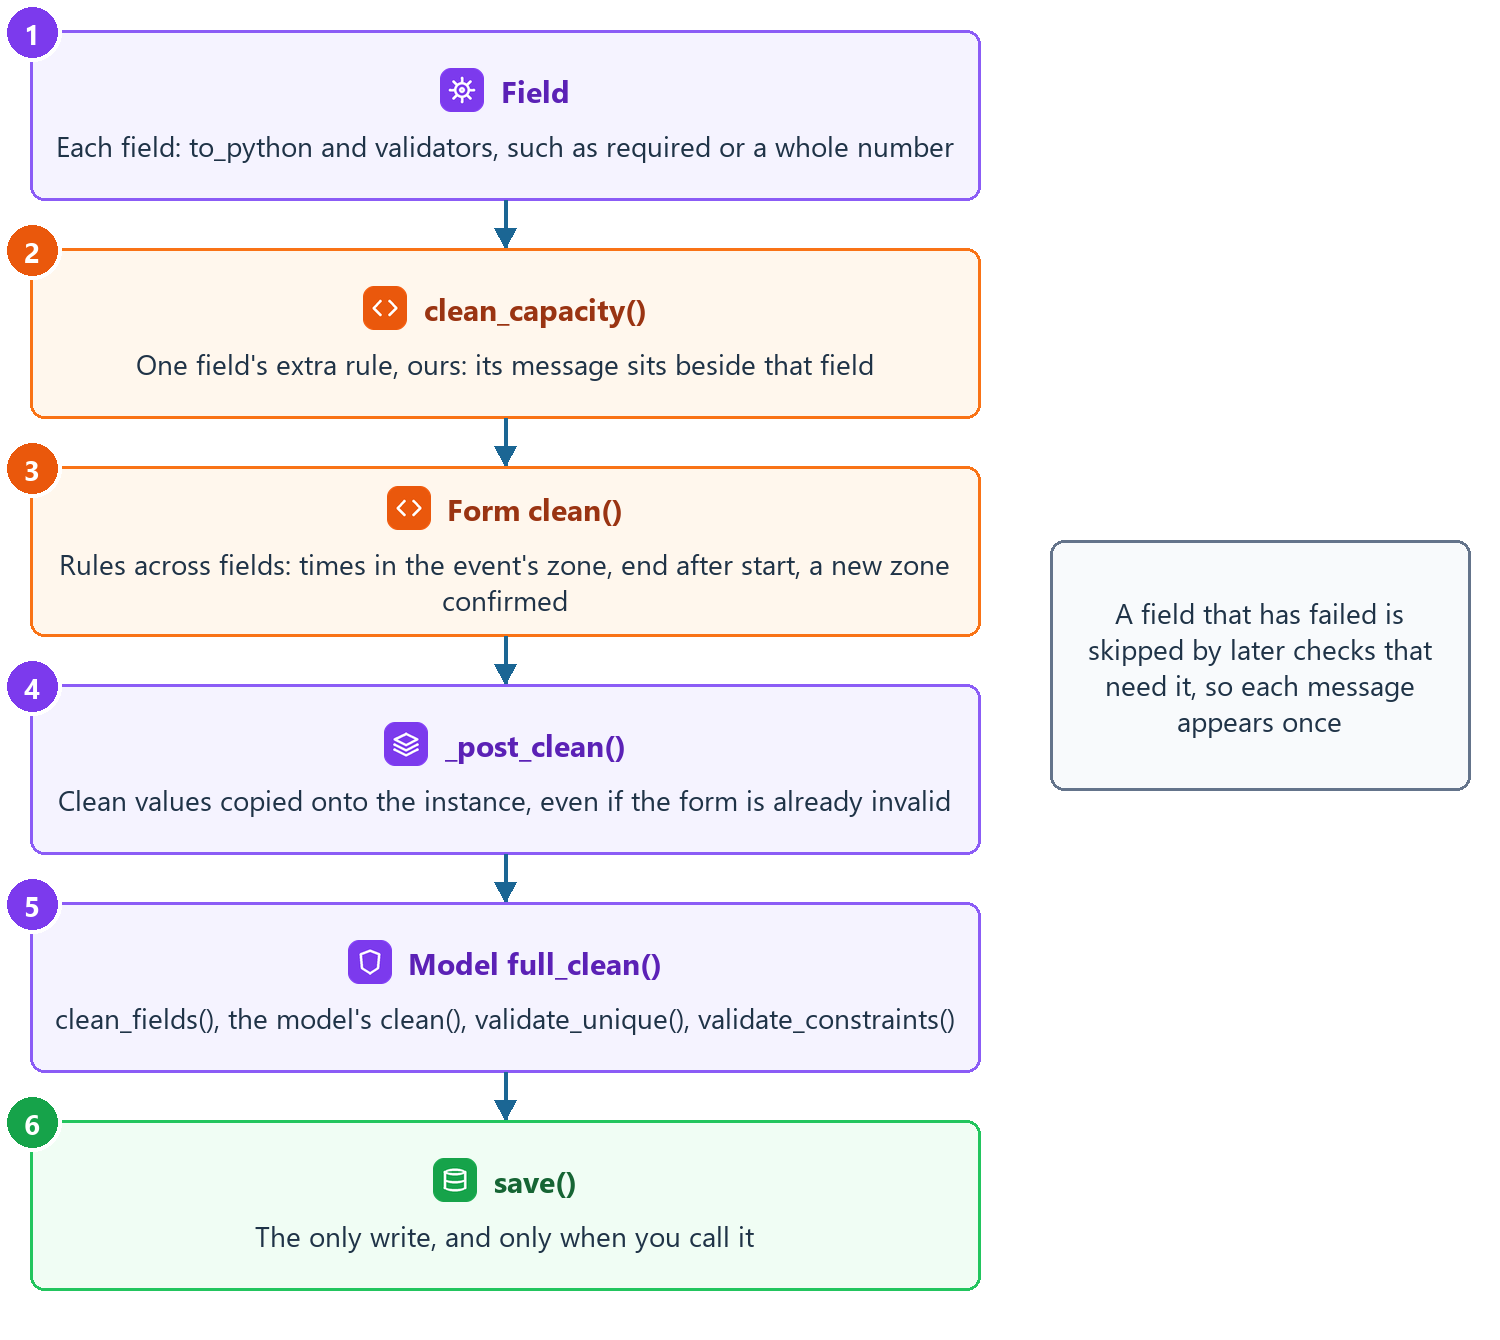 1
Field
Each field: to_python and validators, such as required or a whole number
2
clean_capacity()
One field's extra rule, ours: its message sits beside that field
3
Form clean()
Rules across fields: times in the event's zone, end after start, a new zone
confirmed
4
_post_clean()
Clean values copied onto the instance, even if the form is already invalid
5
Model full_clean()
clean_fields(), the model's clean(), validate_unique(), validate_constraints()
6
save()
The only write, and only when you call it
A field that has failed is
skipped by later checks that
need it, so each message
appears once